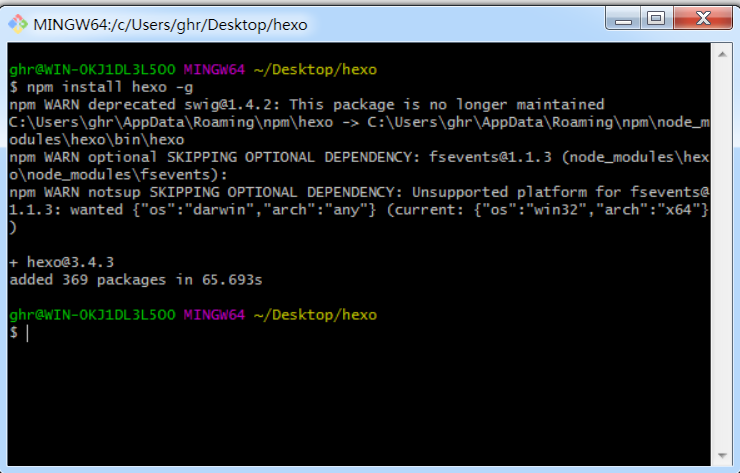 MINGW64:/c/Users/ghr/Desktop/hexo
ghr@WIN-OKJ1DL3L5OO MINGW64 ~/Desktop/hexo
$ npm install hexo -g
npm WARN deprecated swig@1.4.2: This package is no longer maintained
C:\Users\ghr\AppData\Roaming\npm\hexo -> C:\Users\ghr\AppData\Roaming\npm\node_m
odules\hexo\bin\hexo
npm WARN optional SKIPPING OPTIONAL DEPENDENCY: fsevents@1.1.3 (node_modules\hex
o\node_modules\fsevents):
npm WARN notsup SKIPPING OPTIONAL DEPENDENCY: Unsupported platform for fsevents@
1.1.3: wanted {"os":"darwin","arch":"any"} (current: {"os":"win32","arch":"x64"}
)
+ hexo@3.4.3
added 369 packages in 65.693s
ghr@WIN-OKJ1DL3L5OO MINGW64 ~/Desktop/hexo
$